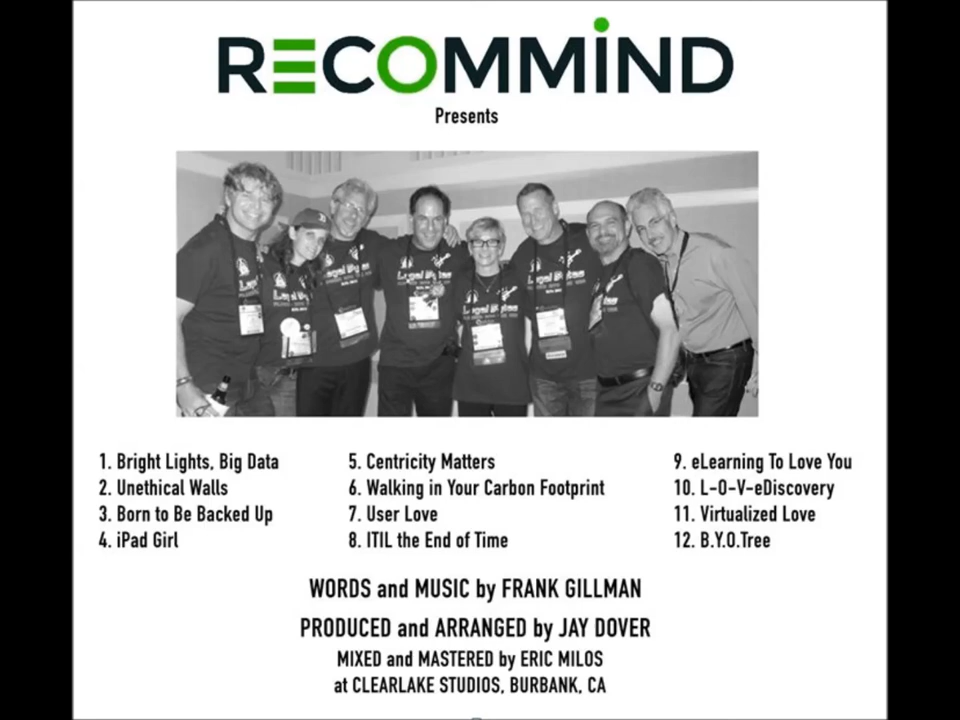 RECOMMIND
Presents
Legal Bytes
1. Bright Lights, Big Data
2. Unethical Walls
3. Born to Be Backed Up
4. iPad Girl
5. Centricity Matters
6. Walking in Your Carbon Footprint
7. User Love
8. ITIL the End of Time
9. eLearning To Love You
10. L-O-V-eDiscovery
11. Virtualized Love
12. B.Y.O.Tree
WORDS and MUSIC by FRANK GILLMAN
PRODUCED and ARRANGED by JAY DOVER
MIXED and MASTERED by ERIC MILOS
at CLEARLAKE STUDIOS, BURBANK, CA